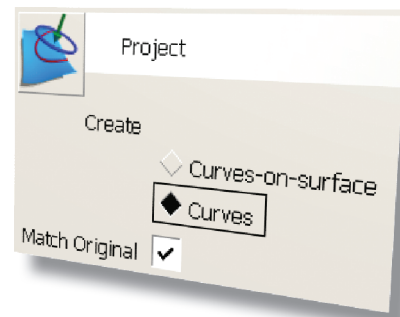 Project
Create
Curves-on-surface
Curves
Match Original